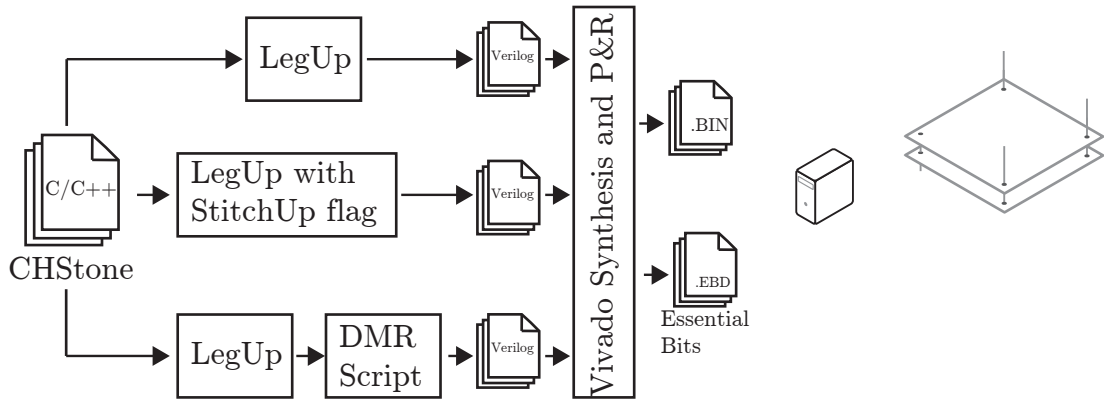 LegUp
Verilog
C/C++
CHStone
LegUp with
StitchUp flag
Verilog
LegUp
DMR
Script
Verilog
Vivado Synthesis and P&R
.BIN
.EBD
Essential
Bits